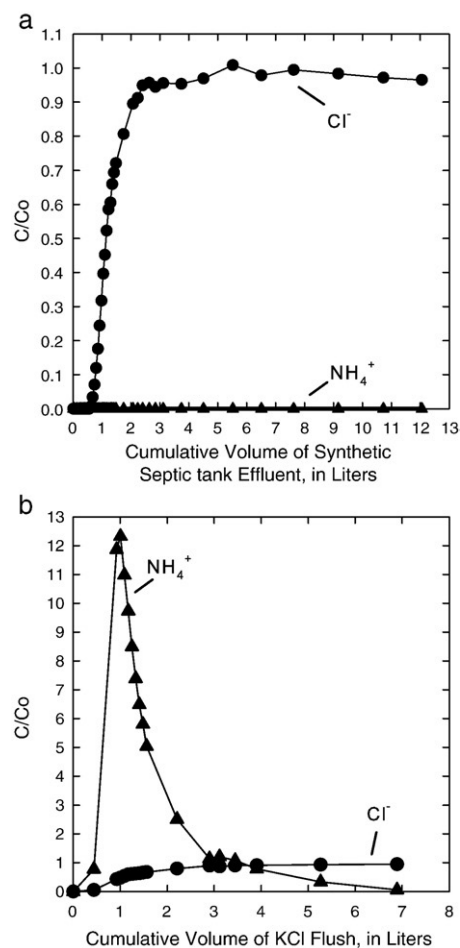 a
1.1
1.0
0.9
0.8
0.7
0.6
0.5
0.4
0.3
0.2
0.1
0.0
C/Co
Cl⁻
NH₄⁺
0 1 2 3 4 5 6 7 8 9 10 11 12 13
Cumulative Volume of Synthetic
Septic tank Effluent, in Liters
b
13
12
11
10
9
8
7
6
5
4
3
2
1
0
C/Co
NH₄⁺
Cl⁻
0 1 2 3 4 5 6 7 8
Cumulative Volume of KCl Flush, in Liters